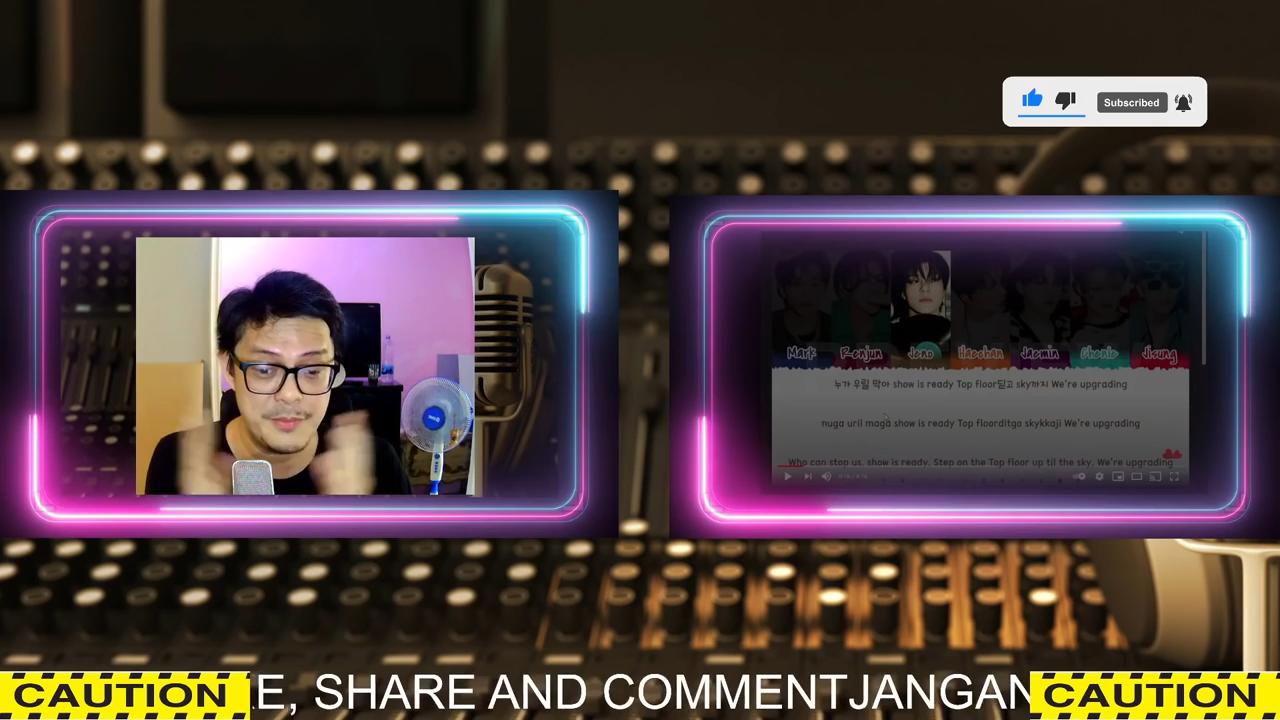 Subscribed
Mark Renjun Jeno Haechan Jaemin Chenle Jisung
누가 우릴 막아 show is ready Top floor딛고 sky까지 We're upgrading
nuga uril maga show is ready Top floorditgo skykkaji We're upgrading
Who can stop us, show is ready. Step on the Top floor up til the sky. We're upgrading
CAUTION E, SHARE AND COMMENTJANGAN CAUTION